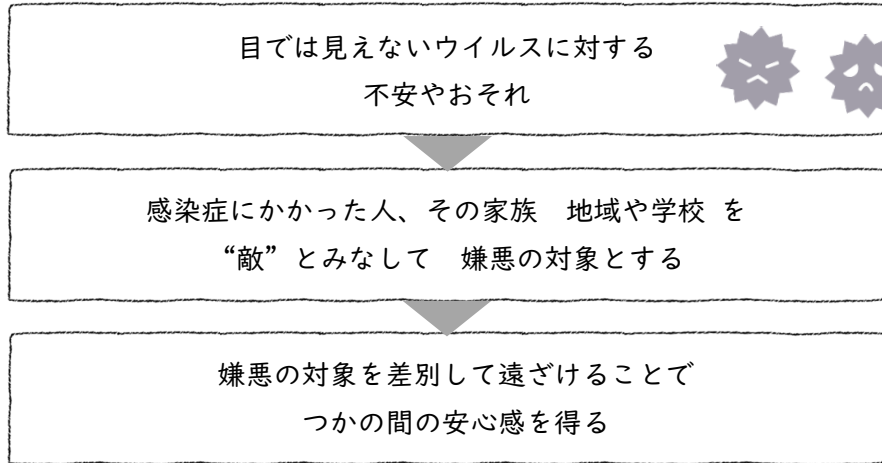 目では見えないウイルスに対する
不安やおそれ
感染症にかかった人、その家族　地域や学校 を
“敵”とみなして　嫌悪の対象とする
嫌悪の対象を差別して遠ざけることで
つかの間の安心感を得る